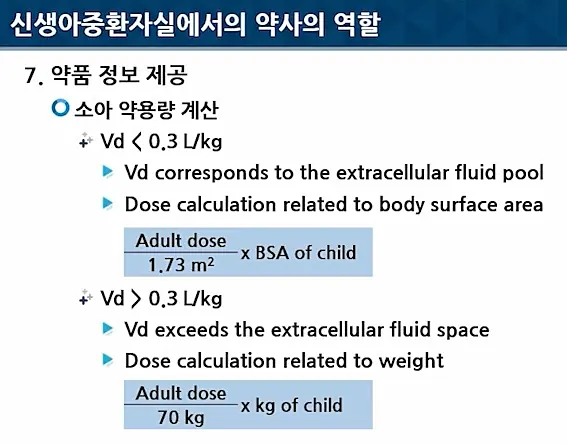 신생아중환자실에서의 약사의 역할
7. 약품 정보 제공
소아 약용량 계산
Vd < 0.3 L/kg
Vd corresponds to the extracellular fluid pool
Dose calculation related to body surface area
Adult dose
1.73 m² x BSA of child
Vd > 0.3 L/kg
Vd exceeds the extracellular fluid space
Dose calculation related to weight
Adult dose
70 kg x kg of child